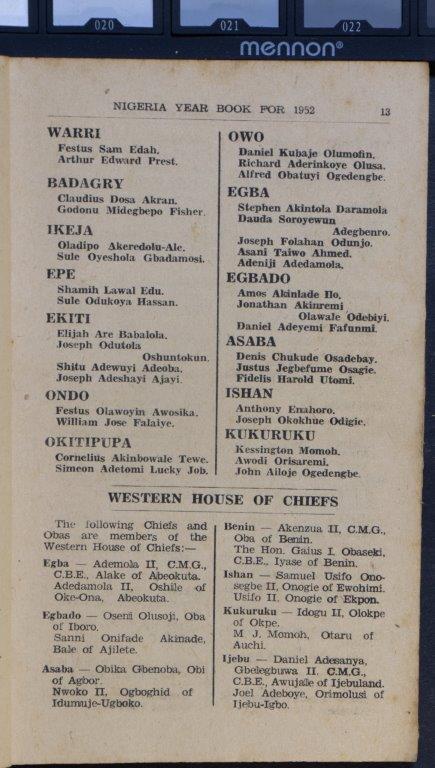 020
021
022
mennon®
NIGERIA YEAR BOOK FOR 1952
13
WARRI
Festus Sam Edah.
Arthur Edward Prest.
BADAGRY
Claudius Dosa Akran.
Godonu Midegbepo Fisher.
IKEJA
Oladipo Akeredolu-Ale.
Sule Oyeshola Gbadamosi.
EPE
Shamih Lawal Edu.
Sule Odukoya Hassan.
EKITI
Elijah Are Babalola.
Joseph Odutola
Oshuntokun.
Shitu Adewuyi Adeoba.
Joseph Adeshayi Ajayi.
ONDO
Festus Olawoyin Awosika.
William Jose Falaiye.
OKITIPUPA
Cornelius Akinbowale Tewe.
Simeon Adetomi Lucky Job.
OWO
Daniel Kubaje Olumofin.
Richard Aderinkoye Olusa.
Alfred Obatuyi Ogedengbe.
EGBA
Stephen Akintola Daramola
Dauda Soroyewun
Adegbenro.
Joseph Folahan Odunjo.
Asani Taiwo Ahmed.
Adeniji Adedamola.
EGBADO
Amos Akinlade Ilo.
Jonathan Akinremi
Olawale Odebiyi.
Daniel Adeyemi Fafunmi.
ASABA
Denis Chukude Osadebay.
Justus Jegbefume Osagie.
Fidelis Harold Utomi.
ISHAN
Anthony Enahoro.
Joseph Okokhue Odigie.
KUKURUKU
Kessington Momoh.
Awodi Orisaremi.
John Ailoje Ogedengbe.
WESTERN HOUSE OF CHIEFS
The following Chiefs and
Obas are members of the
Western House of Chiefs:—
Egba — Ademola II, C.M.G.,
C.B.E., Alake of Abeokuta.
Adedamola II, Oshile of
Oke-Ona, Abeokuta.
Egbado — Oseni Olusoji, Oba
of Iboro.
Sanni Onifade Akinade,
Bale of Ajilete.
Asaba — Obika Gbenoba, Obi
of Agbor.
Nwoko II, Ogboghid of
Idumuje-Ugboko.
Benin — Akenzua II, C.M.G.,
Oba of Benin.
The Hon. Gaius I. Obaseki,
C.B.E., Iyase of Benin.
Ishan — Samuel Usifo Ono-
segbe II, Onogie of Ewohimi.
Usifo II, Onogie of Ekpon.
Kukuruku — Idogu II, Olokpe
of Okpe.
M J. Momoh, Otaru of
Auchi.
Ijebu — Daniel Adesanya,
Gbelegbuwa II. C.M.G.,
C.B.E., Awujale of Ijebuland.
Joel Adeboye, Orimolusi of
Ijebu-Igbo.